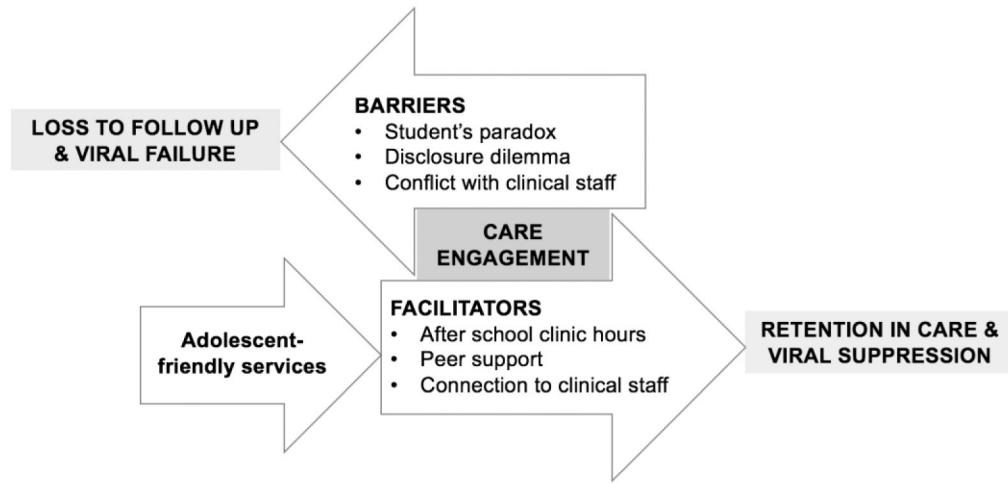 BARRIERS
• Student's paradox
• Disclosure dilemma
• Conflict with clinical staff
LOSS TO FOLLOW UP
& VIRAL FAILURE
CARE
ENGAGEMENT
Adolescent-
friendly services
FACILITATORS
• After school clinic hours
• Peer support
• Connection to clinical staff
RETENTION IN CARE &
VIRAL SUPPRESSION